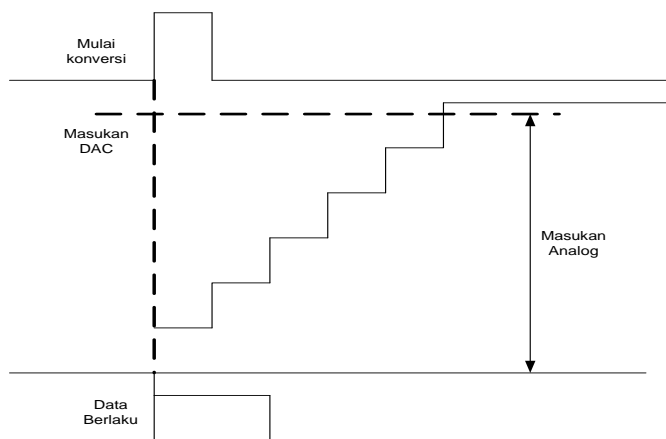 Mulai
konversi
Masukan
DAC
Masukan
Analog
Data
Berlaku